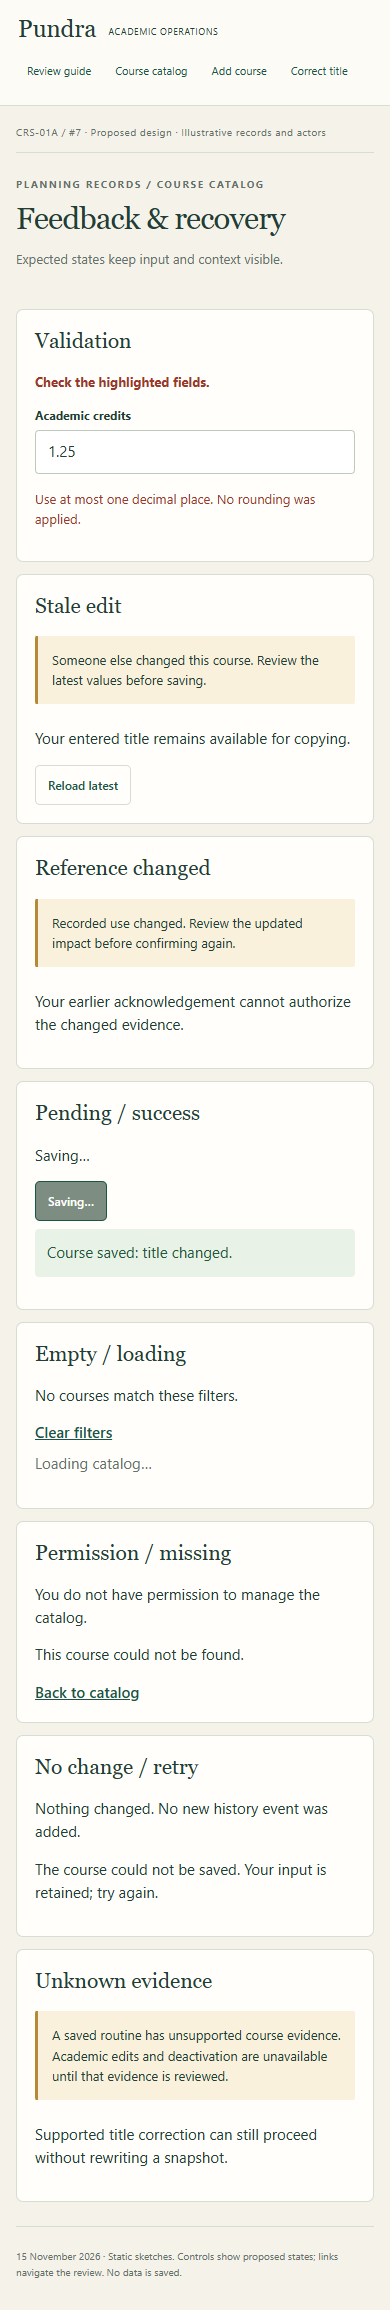 Pundra ACADEMIC OPERATIONS
Review guide Course catalog Add course Correct title
CRS-01A / #7 · Proposed design · Illustrative records and actors
PLANNING RECORDS / COURSE CATALOG
Feedback & recovery
Expected states keep input and context visible.
Validation
Check the highlighted fields.
Academic credits
1.25
Use at most one decimal place. No rounding was
applied.
Stale edit
Someone else changed this course. Review the
latest values before saving.
Your entered title remains available for copying.
Reload latest
Reference changed
Recorded use changed. Review the updated
impact before confirming again.
Your earlier acknowledgement cannot authorize
the changed evidence.
Pending / success
Saving…
Saving…
Course saved: title changed.
Empty / loading
No courses match these filters.
Clear filters
Loading catalog…
Permission / missing
You do not have permission to manage the
catalog.
This course could not be found.
Back to catalog
No change / retry
Nothing changed. No new history event was
added.
The course could not be saved. Your input is
retained; try again.
Unknown evidence
A saved routine has unsupported course evidence.
Academic edits and deactivation are unavailable
until that evidence is reviewed.
Supported title correction can still proceed
without rewriting a snapshot.
15 November 2026 · Static sketches. Controls show proposed states; links
navigate the review. No data is saved.